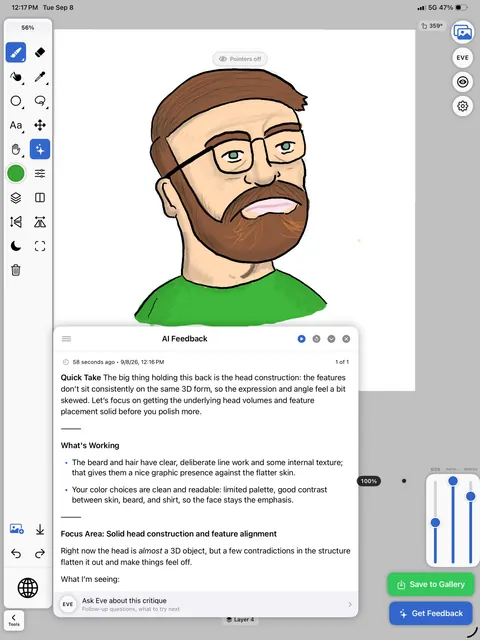 12:17 PM Tue Sep 8
5G 47%
56%
359°
Pointers off
EVE
Aa
AI Feedback
58 seconds ago • 9/8/26, 12:16 PM
1 of 1
Quick Take The big thing holding this back is the head construction: the features
don't sit consistently on the same 3D form, so the expression and angle feel a bit
skewed. Let's focus on getting the underlying head volumes and feature
placement solid before you polish more.
What's Working
• The beard and hair have clear, deliberate line work and some internal texture;
that gives them a nice graphic presence against the flatter skin.
• Your color choices are clean and readable: limited palette, good contrast
between skin, beard, and shirt, so the face stays the emphasis.
Focus Area: Solid head construction and feature alignment
Right now the head is almost a 3D object, but a few contradictions in the structure
flatten it out and make things feel off.
What I'm seeing:
EVE
Ask Eve about this critique
Follow-up questions, what to try next
100%
SIZE
Save to Gallery
Get Feedback
Tools
Layer 4